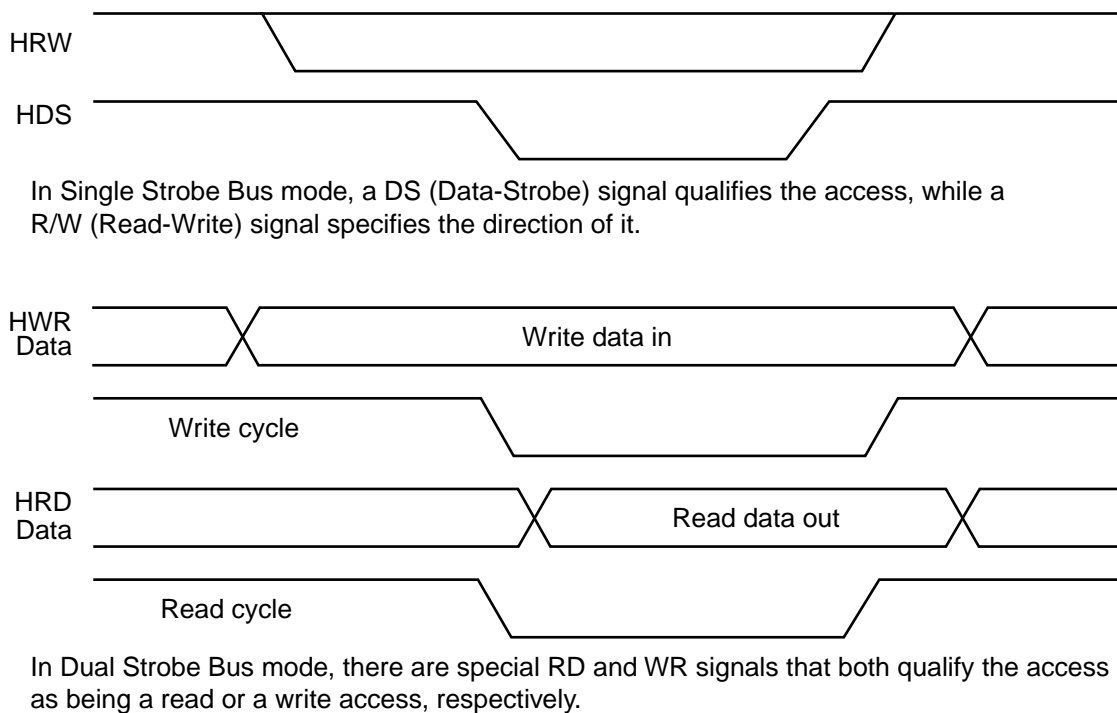 HRW
HDS
In Single Strobe Bus mode, a DS (Data-Strobe) signal qualifies the access, while a
R/W (Read-Write) signal specifies the direction of it.
HWR
Data
Write data in
Write cycle
HRD
Data
Read data out
Read cycle
In Dual Strobe Bus mode, there are special RD and WR signals that both qualify the access
as being a read or a write access, respectively.